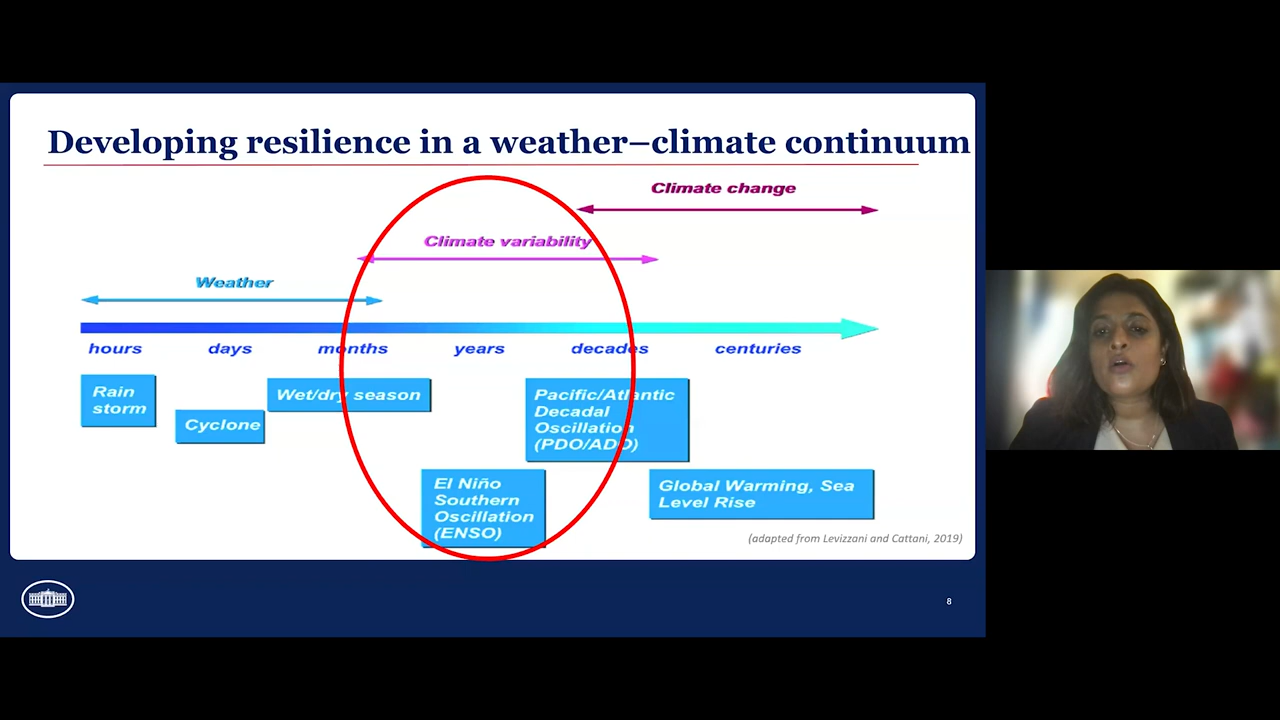 Developing resilience in a weather–climate continuum
Climate change
Climate variability
Weather
hours days months years decades centuries
Rain
storm
Cyclone
Wet/dry season
Pacific/Atlantic
Decadal
Oscillation
(PDO/ADO)
El Niño
Southern
Oscillation
(ENSO)
Global Warming, Sea
Level Rise
(adapted from Levizzani and Cattani, 2019)
8